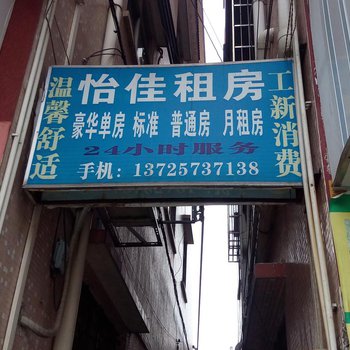 怡佳租房
温馨舒适
豪华单房 标准 普通房 月租房
24小时服务
手机：13725737138
工新消费